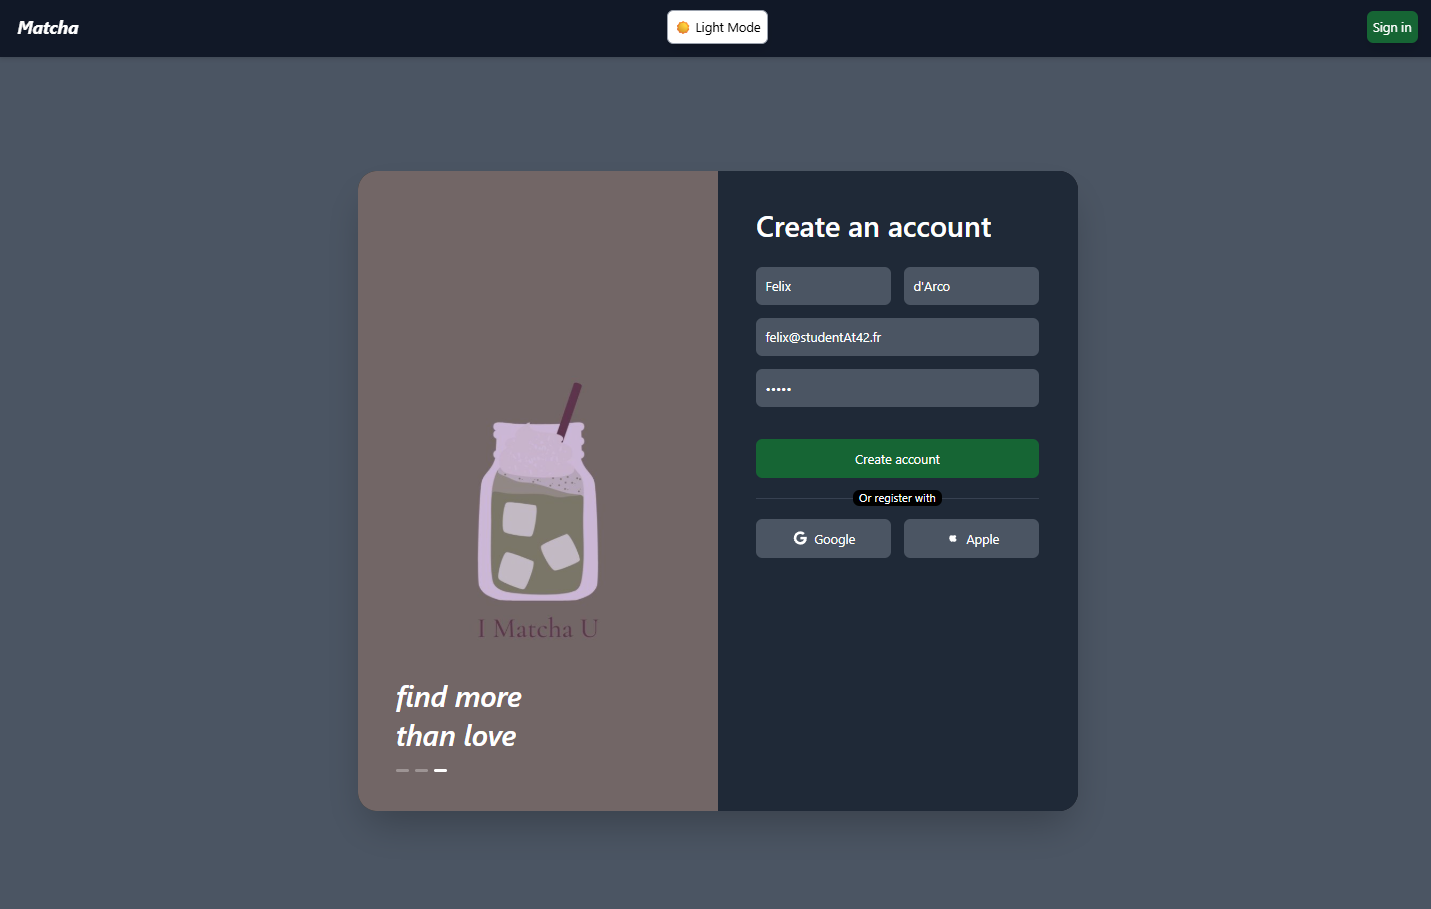 Matcha
Light Mode
Sign in
I Matcha U
find more
than love
Create an account
Felix
d'Arco
felix@studentAt42.fr
•••••
Create account
Or register with
Google
Apple